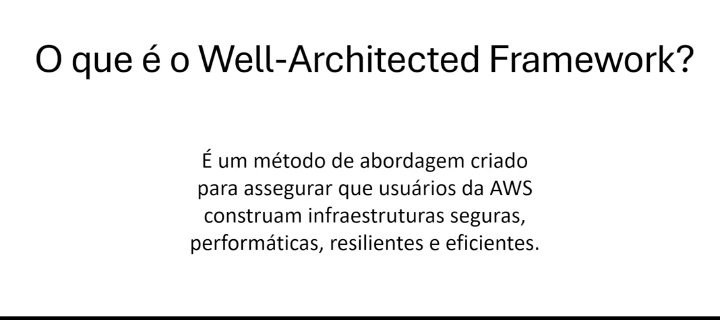 O que é o Well-Architected Framework?
É um método de abordagem criado
para assegurar que usuários da AWS
construam infraestruturas seguras,
performáticas, resilientes e eficientes.